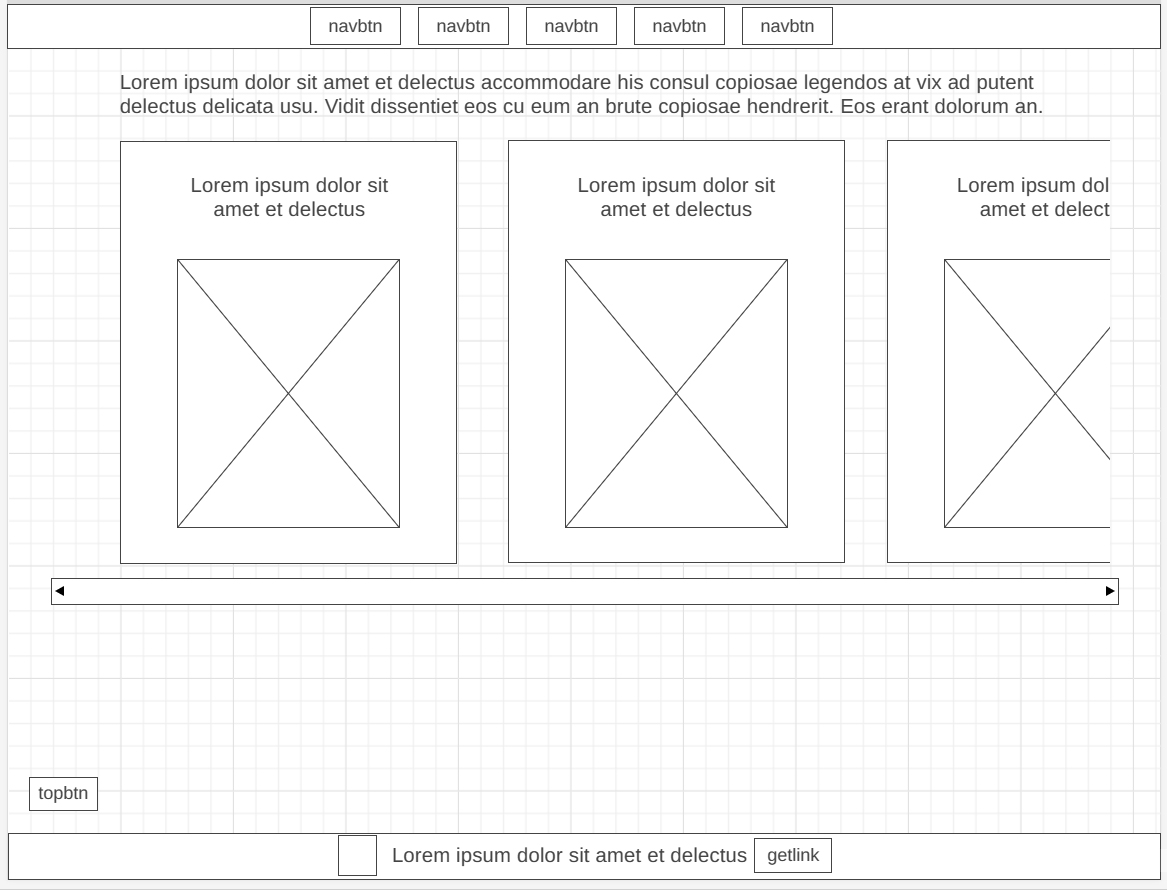 navbtn navbtn navbtn navbtn navbtn
Lorem ipsum dolor sit amet et delectus accommodare his consul copiosae legendos at vix ad putent
delectus delicata usu. Vidit dissentiet eos cu eum an brute copiosae hendrerit. Eos erant dolorum an.
Lorem ipsum dolor sit
amet et delectus
Lorem ipsum dolor sit
amet et delectus
Lorem ipsum dol
amet et delect
topbtn
Lorem ipsum dolor sit amet et delectus getlink